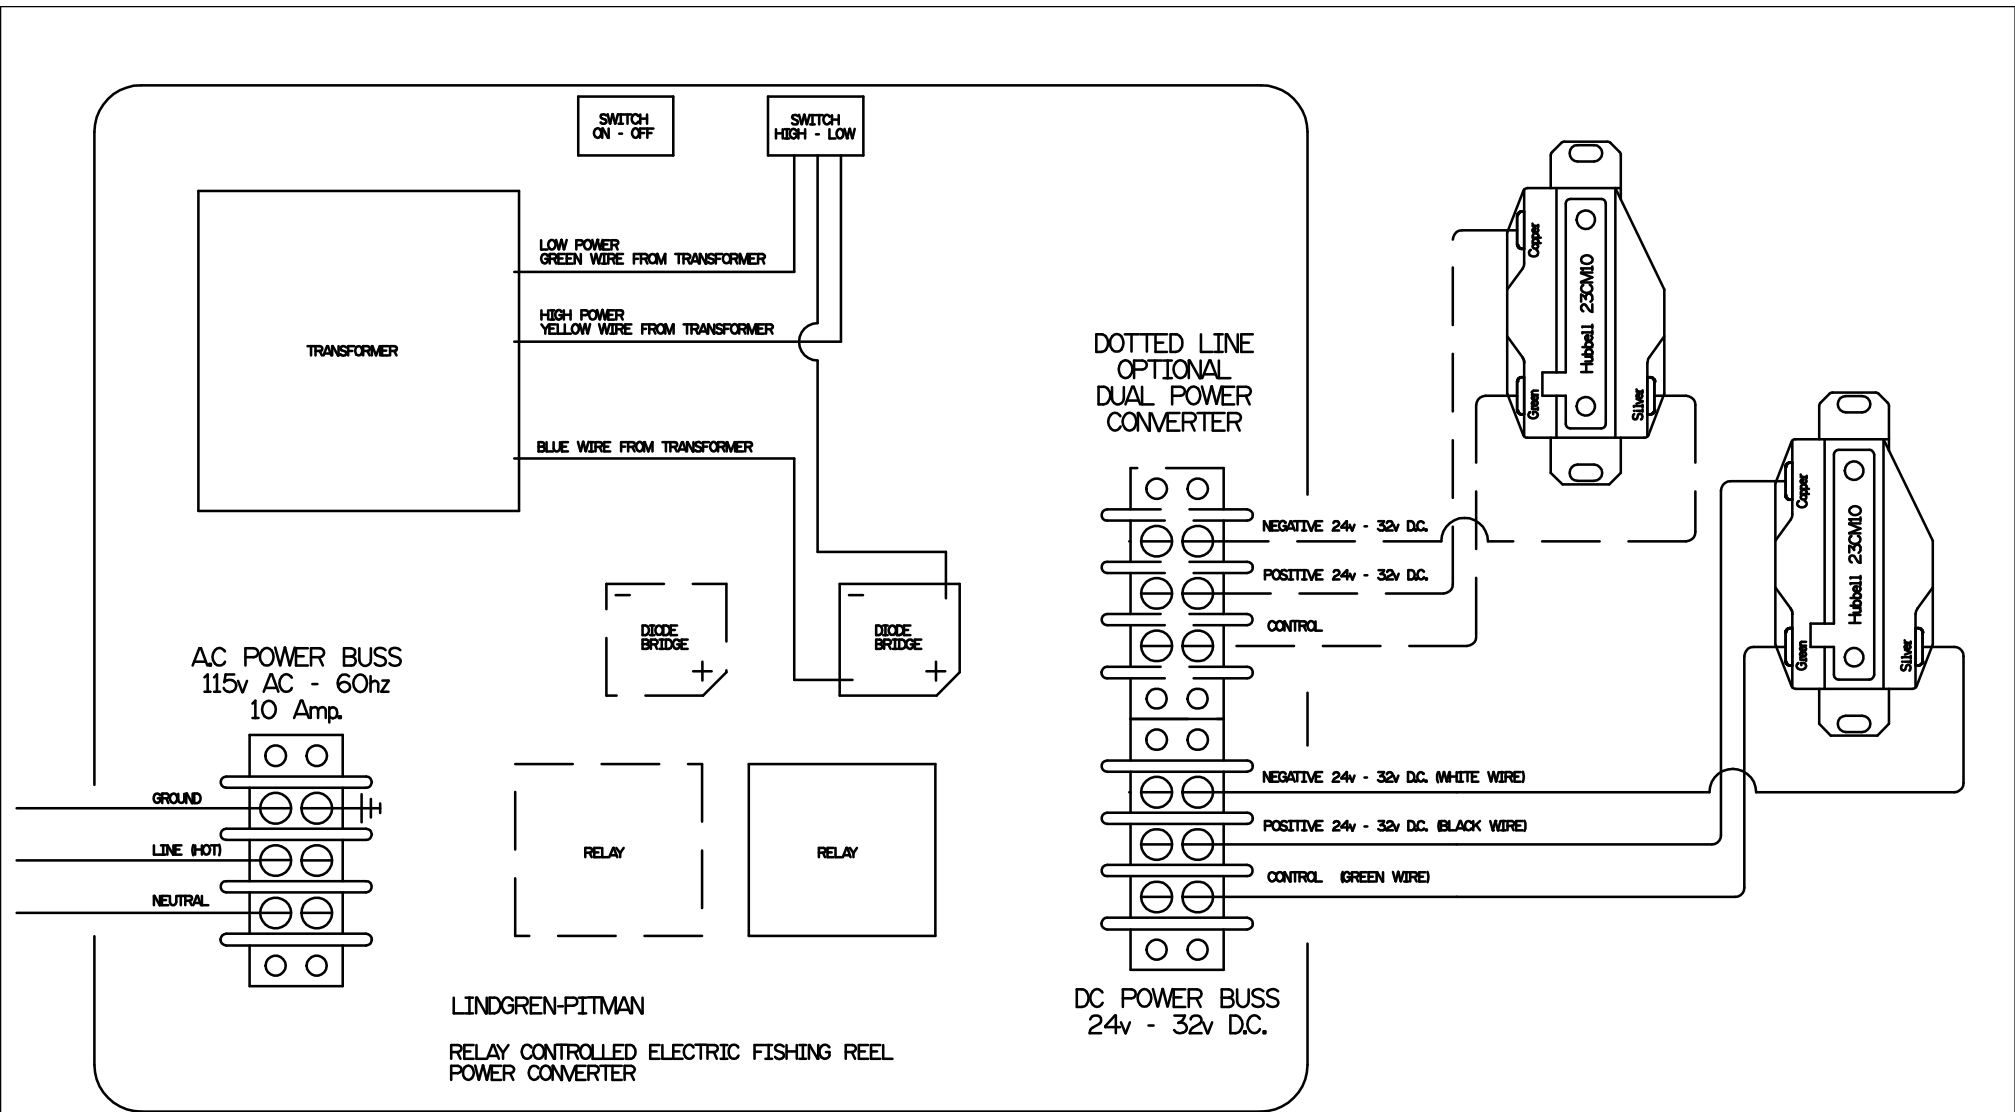 SWITCH
ON - OFF
SWITCH
HIGH - LOW
LOW POWER
GREEN WIRE FROM TRANSFORMER
HIGH POWER
YELLOW WIRE FROM TRANSFORMER
TRANSFORMER
BLUE WIRE FROM TRANSFORMER
DOTTED LINE
OPTIONAL
DUAL POWER
CONVERTER
Copper
Hubbell 23CM10
Green
Silver
Copper
Hubbell 23CM10
Green
Silver
NEGATIVE 24v - 32v D.C.
POSITIVE 24v - 32v D.C.
CONTROL
DIODE
BRIDGE
DIODE
BRIDGE
A.C POWER BUSS
115v AC - 60hz
10 Amp.
GROUND
LINE (HOT)
NEUTRAL
RELAY
RELAY
NEGATIVE 24v - 32v D.C. (WHITE WIRE)
POSITIVE 24v - 32v D.C. (BLACK WIRE)
CONTROL (GREEN WIRE)
DC POWER BUSS
24v - 32v D.C.
LINDGREN-PITMAN
RELAY CONTROLLED ELECTRIC FISHING REEL
POWER CONVERTER